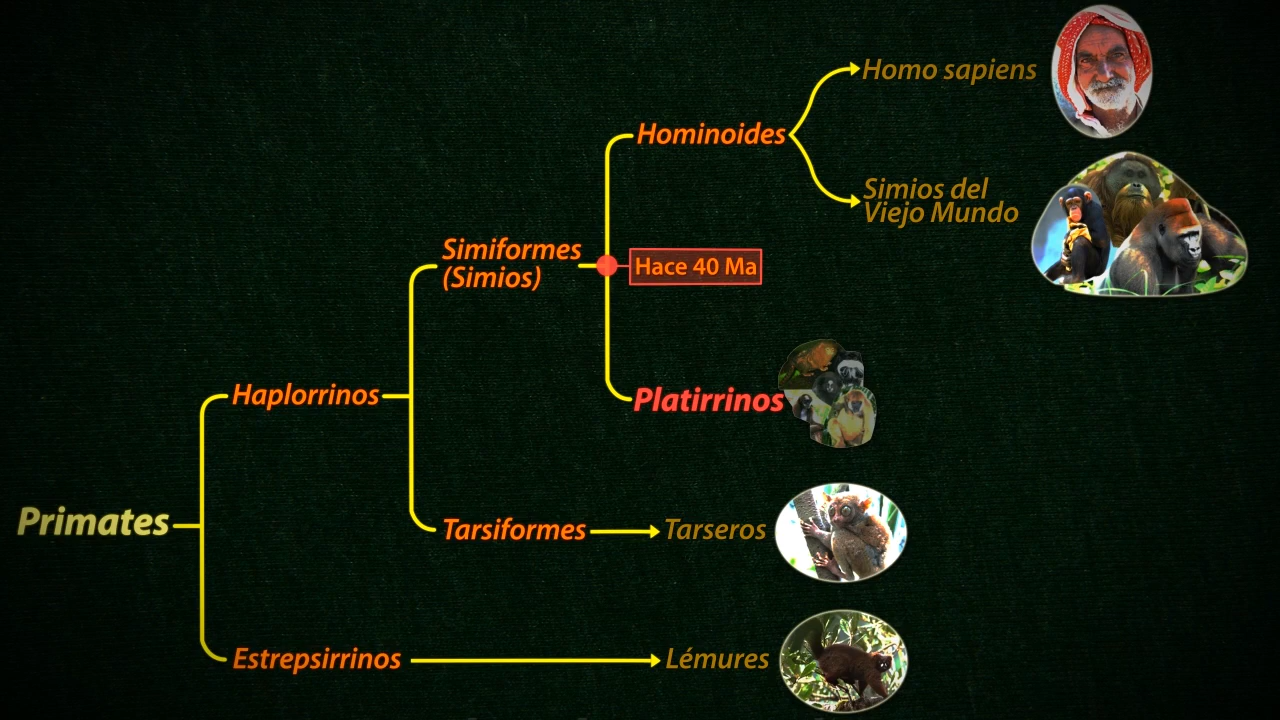 Homo sapiens
Hominoides
Simios del
Viejo Mundo
Simiformes
(Simios)
Hace 40 Ma
Haplorrinos
Platirrinos
Primates
Tarsiformes
Tarseros
Estrepsirrinos
Lémures